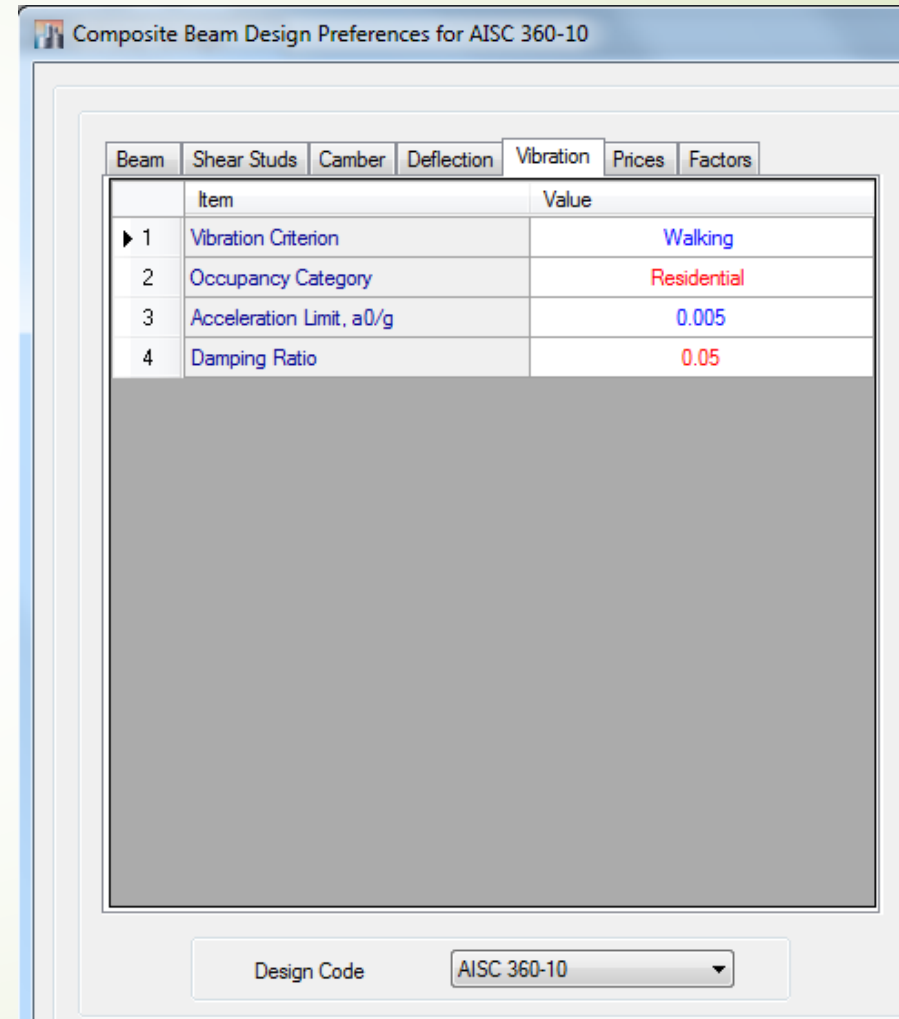 Composite Beam Design Preferences for AISC 360-10
Beam Shear Studs Camber Deflection Vibration Prices Factors
Item Value
1 Vibration Criterion Walking
2 Occupancy Category Residential
3 Acceleration Limit, a0/g 0.005
4 Damping Ratio 0.05
Design Code AISC 360-10